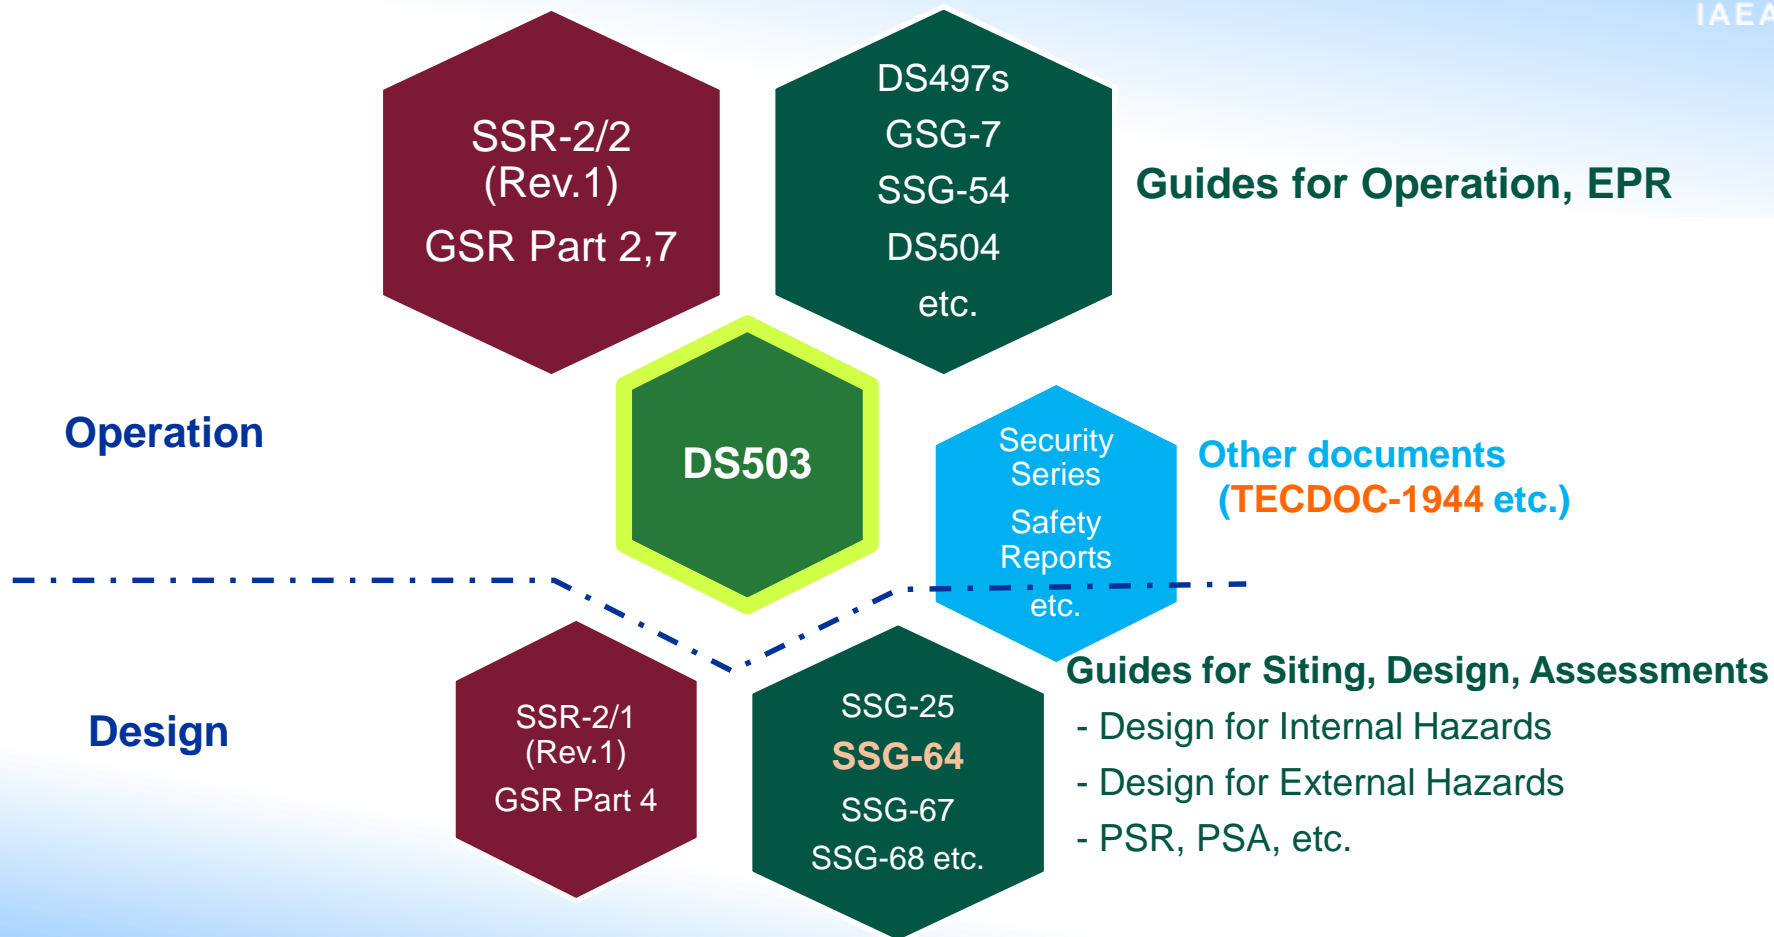 IAEA
SSR-2/2
(Rev.1)
GSR Part 2,7
DS497s
GSG-7
SSG-54
DS504
etc.
Guides for Operation, EPR
Operation
DS503
Security
Series
Safety
Reports
etc.
Other documents
(TECDOC-1944 etc.)
Design
SSR-2/1
(Rev.1)
GSR Part 4
SSG-25
SSG-64
SSG-67
SSG-68 etc.
Guides for Siting, Design, Assessments
- Design for Internal Hazards
- Design for External Hazards
- PSR, PSA, etc.